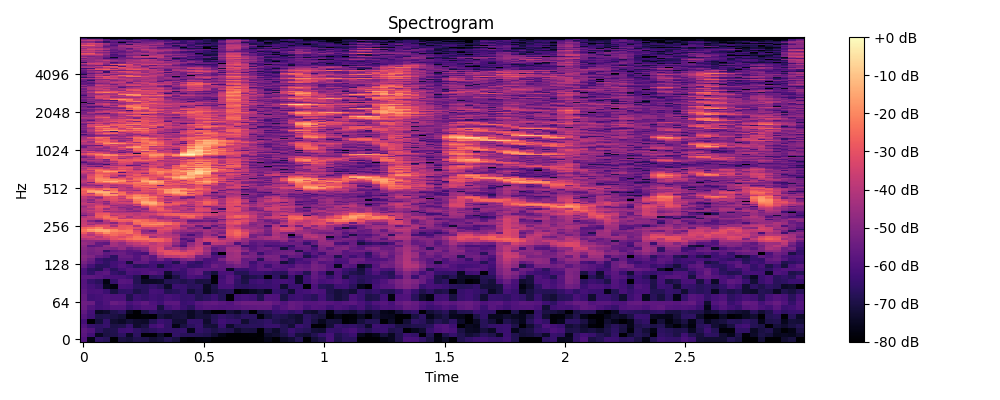 Spectrogram
Hz
4096
2048
1024
512
256
128
64
0
0
0.5
1
1.5
2
2.5
Time
+0 dB
-10 dB
-20 dB
-30 dB
-40 dB
-50 dB
-60 dB
-70 dB
-80 dB